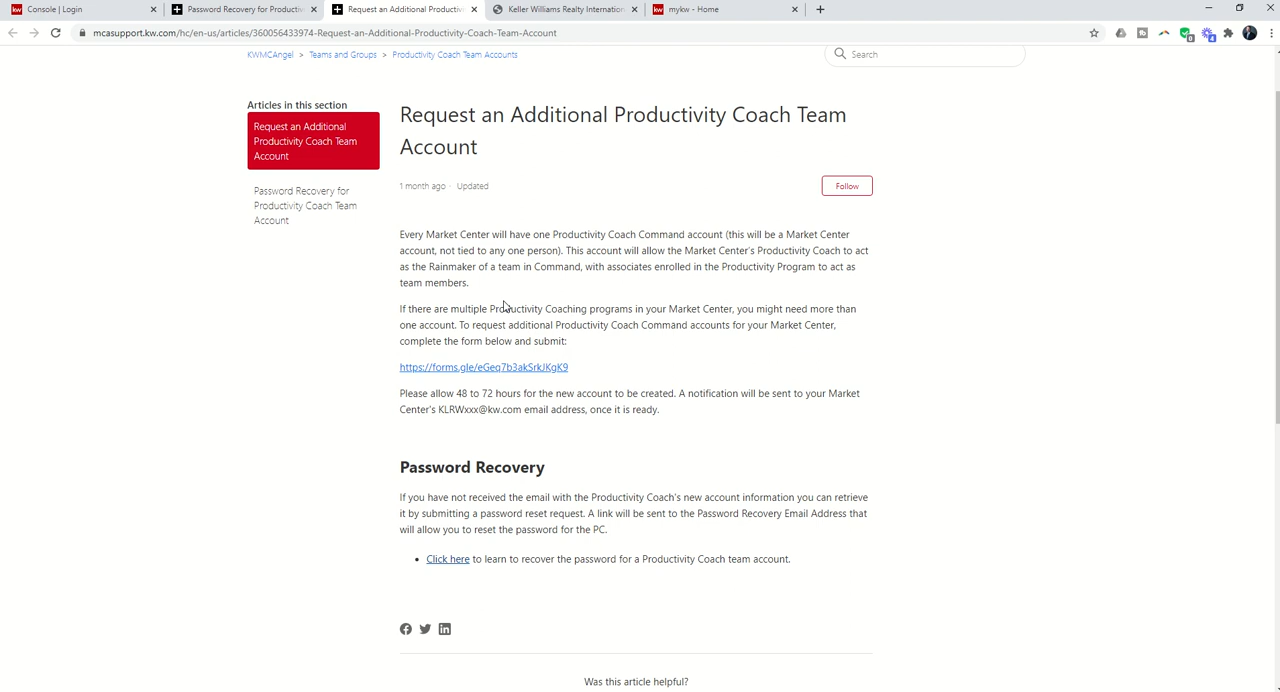 Console | Login
Password Recovery for Productiv
Request an Additional Productivi
Keller Williams Realty Internation
mykw - Home
mcasupport.kw.com/hc/en-us/articles/360056433974-Request-an-Additional-Productivity-Coach-Team-Account
KWMCAngel > Teams and Groups > Productivity Coach Team Accounts
Search
Articles in this section
Request an Additional
Productivity Coach Team
Account
Password Recovery for
Productivity Coach Team
Account
Request an Additional Productivity Coach Team
Account
1 month ago · Updated
Follow
Every Market Center will have one Productivity Coach Command account (this will be a Market Center
account, not tied to any one person). This account will allow the Market Center's Productivity Coach to act
as the Rainmaker of a team in Command, with associates enrolled in the Productivity Program to act as
team members.
If there are multiple Productivity Coaching programs in your Market Center, you might need more than
one account. To request additional Productivity Coach Command accounts for your Market Center,
complete the form below and submit:
https://forms.gle/eGeq7b3akSrkJKgK9
Please allow 48 to 72 hours for the new account to be created. A notification will be sent to your Market
Center's KLRWxxx@kw.com email address, once it is ready.
Password Recovery
If you have not received the email with the Productivity Coach's new account information you can retrieve
it by submitting a password reset request. A link will be sent to the Password Recovery Email Address that
will allow you to reset the password for the PC.
• Click here to learn to recover the password for a Productivity Coach team account.
Was this article helpful?